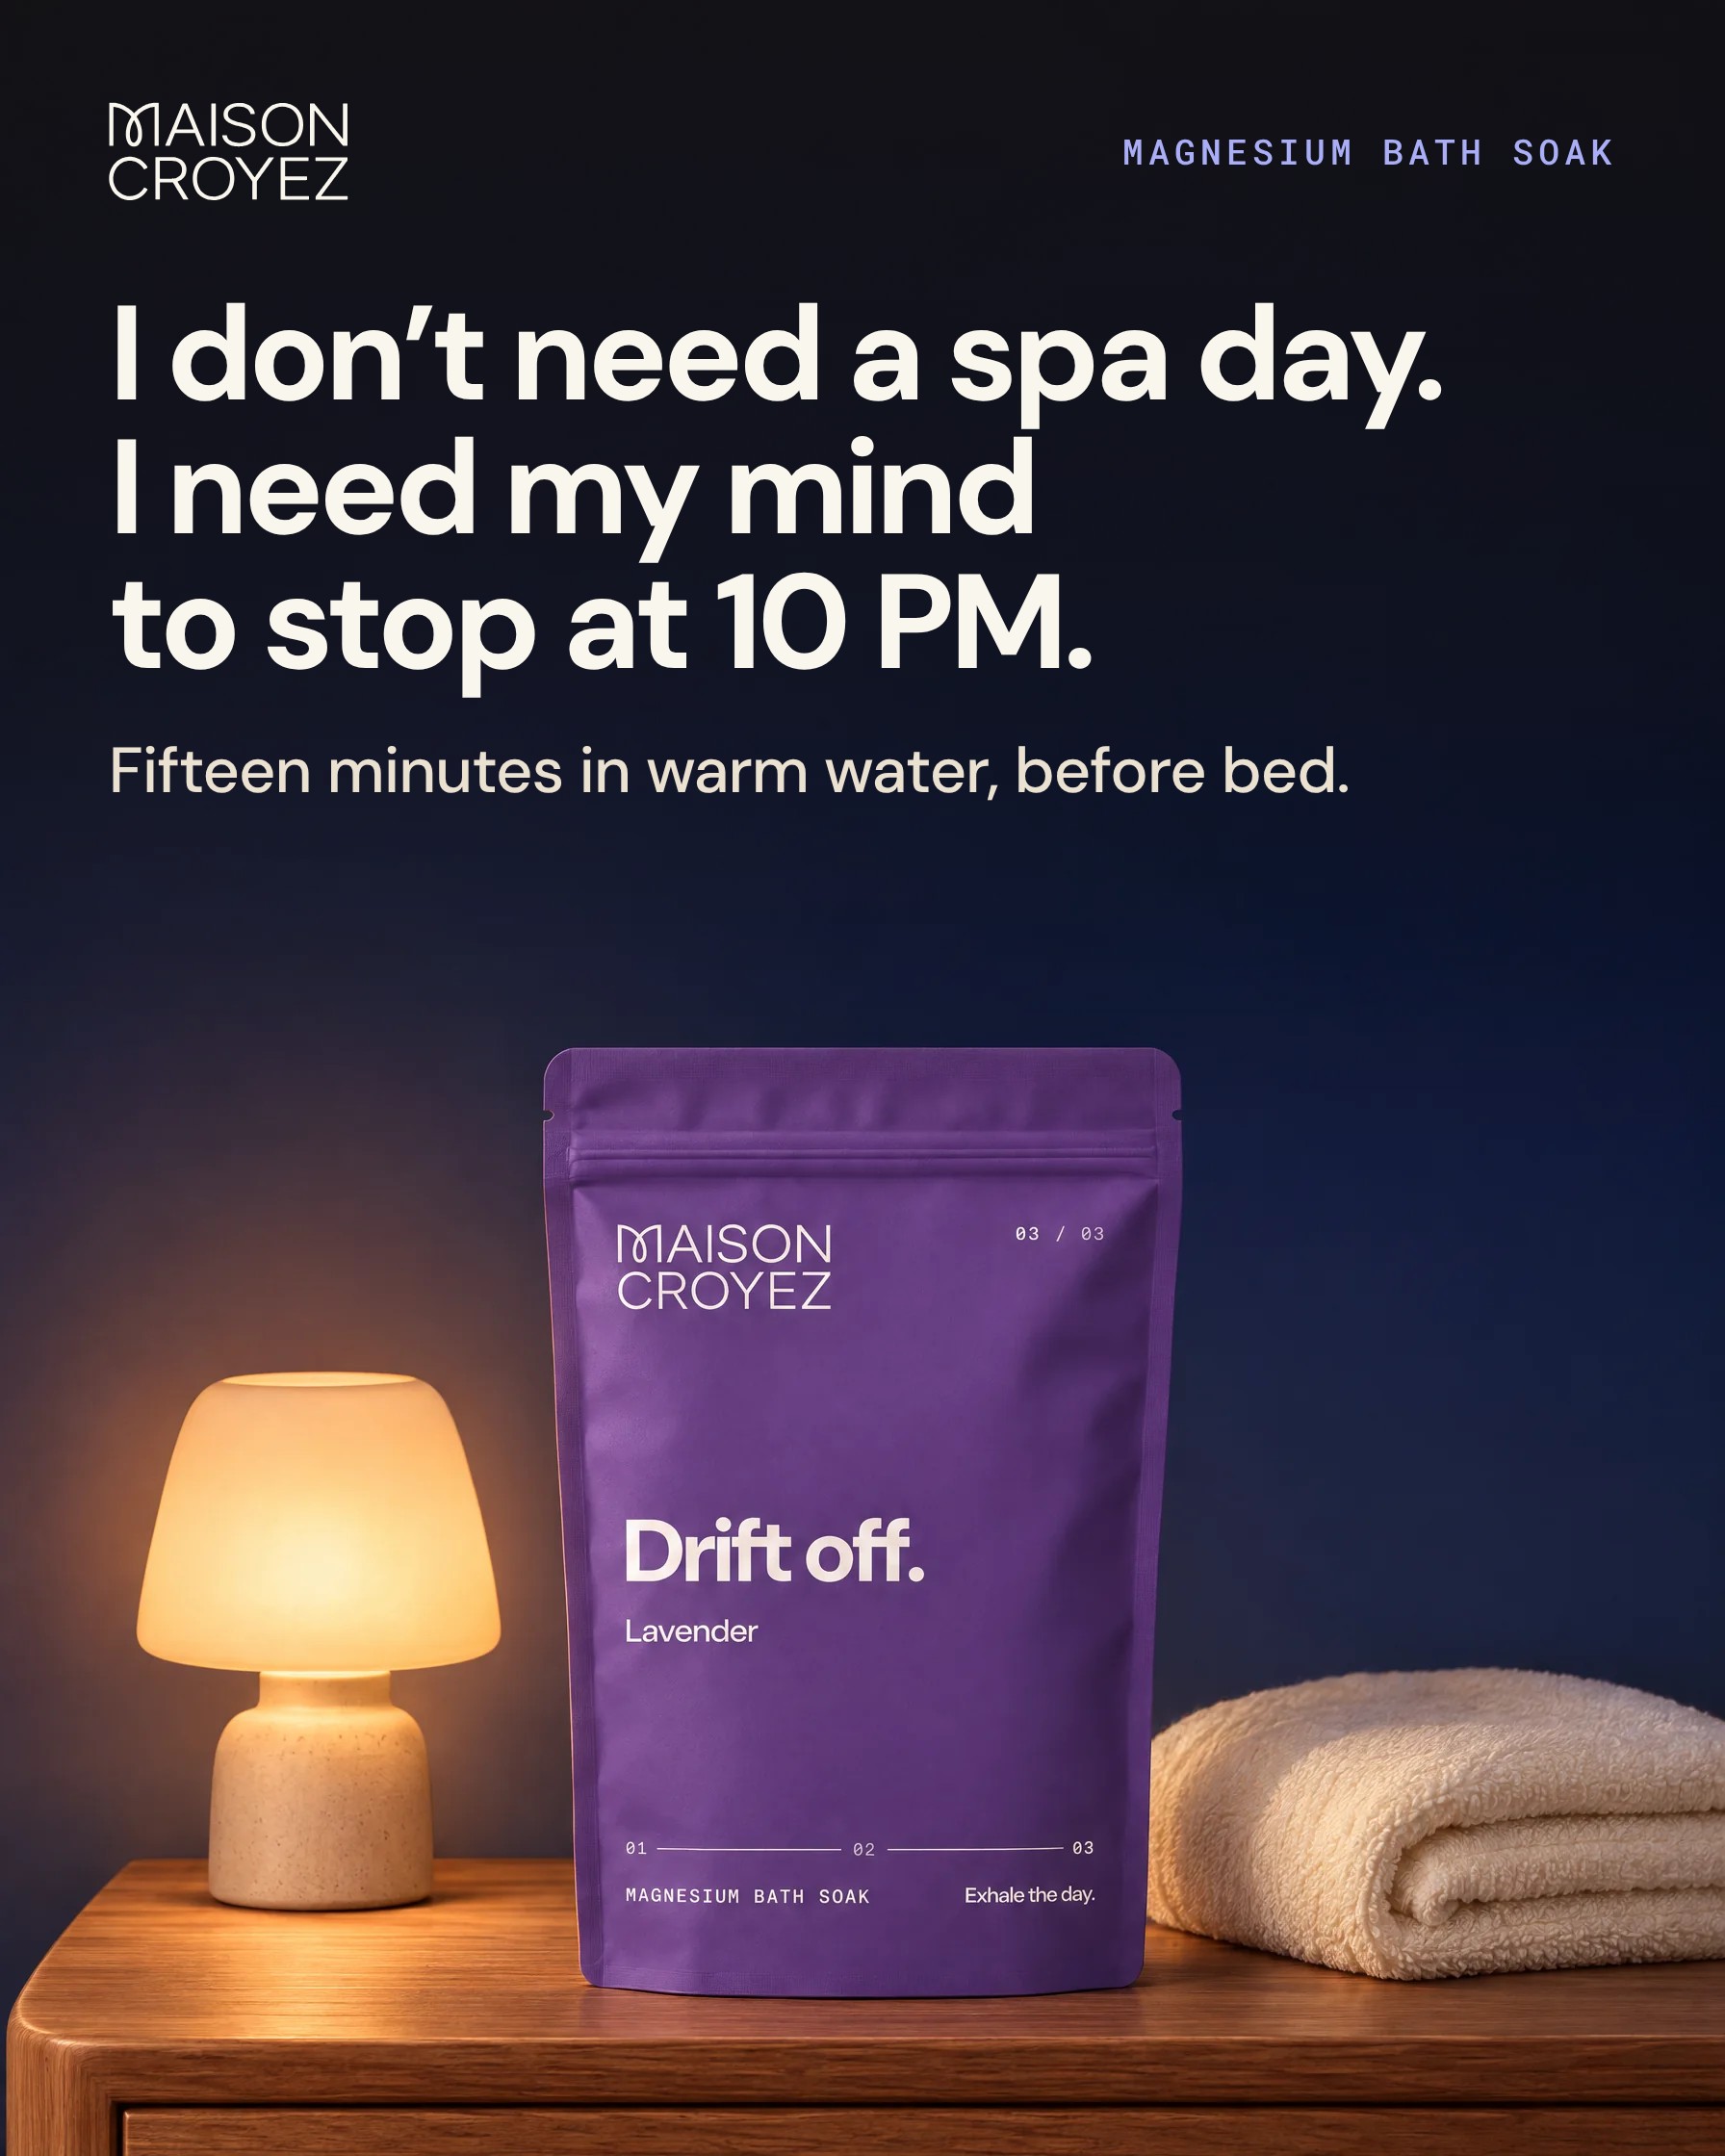 MAISON
CROYEZ
MAGNESIUM BATH SOAK
I don’t need a spa day.
I need my mind
to stop at 10 PM.
Fifteen minutes in warm water, before bed.
MAISON
CROYEZ
03 / 03
Drift off.
Lavender
01 02 03
MAGNESIUM BATH SOAK
Exhale the day.